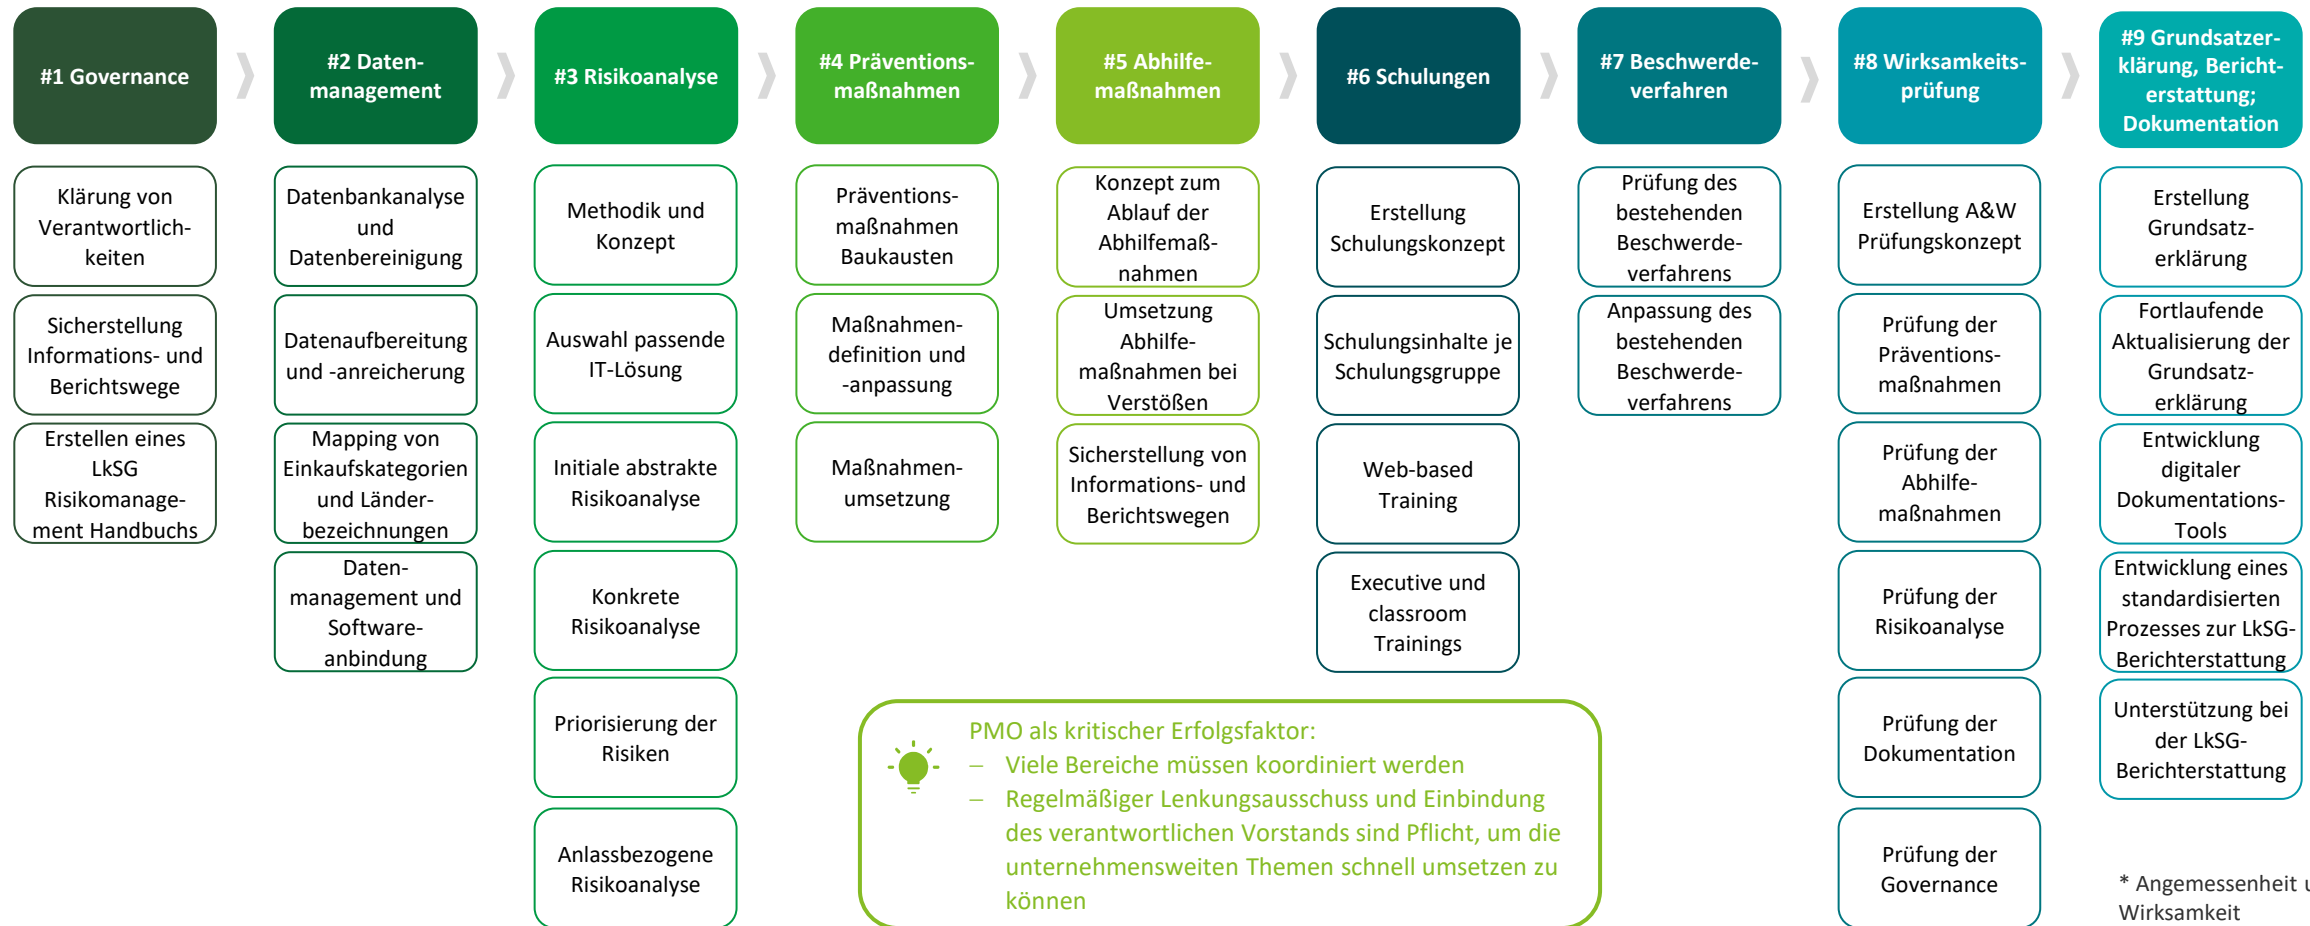 #1 Governance
#2 Daten-
management
#3 Risikoanalyse
#4 Präventions-
maßnahmen
#5 Abhilfe-
maßnahmen
#6 Schulungen
#7 Beschwerde-
verfahren
#8 Wirksamkeits-
prüfung
#9 Grundsatzer-
klärung, Bericht-
erstattung;
Dokumentation
Klärung von
Verantwortlich-
keiten
Sicherstellung
Informations- und
Berichtswege
Erstellen eines
LkSG
Risikomanage-
ment Handbuchs
Datenbankanalyse
und
Datenbereinigung
Datenaufbereitung
und -anreicherung
Mapping von
Einkaufskategorien
und Länder-
bezeichnungen
Daten-
management und
Software-
anbindung
Methodik und
Konzept
Auswahl passende
IT-Lösung
Initiale abstrakte
Risikoanalyse
Konkrete
Risikoanalyse
Priorisierung der
Risiken
Anlassbezogene
Risikoanalyse
Präventions-
maßnahmen
Baukausten
Maßnahmen-
definition und
-anpassung
Maßnahmen-
umsetzung
Konzept zum
Ablauf der
Abhilfemaß-
nahmen
Umsetzung
Abhilfe-
maßnahmen bei
Verstößen
Sicherstellung von
Informations- und
Berichtswegen
Erstellung
Schulungskonzept
Schulungsinhalte je
Schulungsgruppe
Web-based
Training
Executive und
classroom
Trainings
Prüfung des
bestehenden
Beschwerde-
verfahrens
Anpassung des
bestehenden
Beschwerde-
verfahrens
Erstellung A&W
Prüfungskonzept
Prüfung der
Präventions-
maßnahmen
Prüfung der
Abhilfe-
maßnahmen
Prüfung der
Risikoanalyse
Prüfung der
Dokumentation
Prüfung der
Governance
Erstellung
Grundsatz-
erklärung
Fortlaufende
Aktualisierung der
Grundsatz-
erklärung
Entwicklung
digitaler
Dokumentations-
Tools
Entwicklung eines
standardisierten
Prozesses zur LkSG-
Berichterstattung
Unterstützung bei
der LkSG-
Berichterstattung
PMO als kritischer Erfolgsfaktor:
– Viele Bereiche müssen koordiniert werden
– Regelmäßiger Lenkungsausschuss und Einbindung
des verantwortlichen Vorstands sind Pflicht, um die
unternehmensweiten Themen schnell umsetzen zu
können
* Angemessenheit
Wirksamkeit